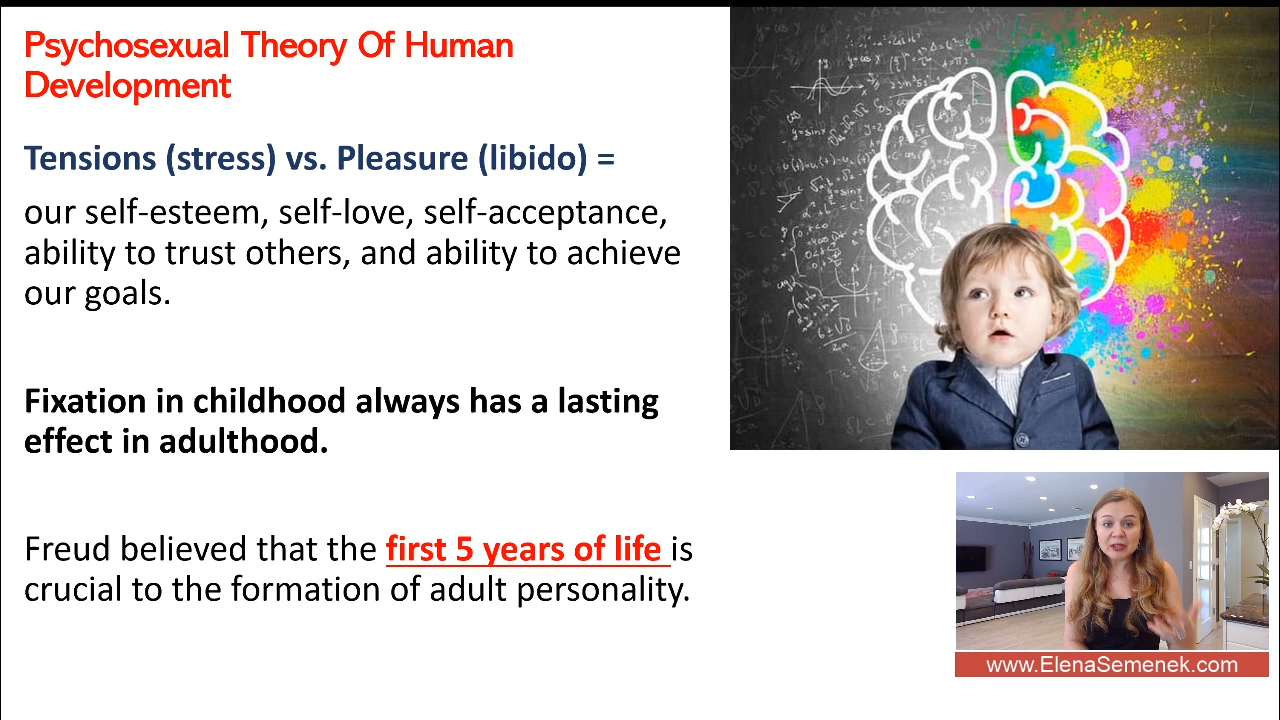 Psychosexual Theory Of Human
Development
Tensions (stress) vs. Pleasure (libido) =
our self-esteem, self-love, self-acceptance,
ability to trust others, and ability to achieve
our goals.
Fixation in childhood always has a lasting
effect in adulthood.
Freud believed that the first 5 years of life is
crucial to the formation of adult personality.
www.ElenaSemenek.com